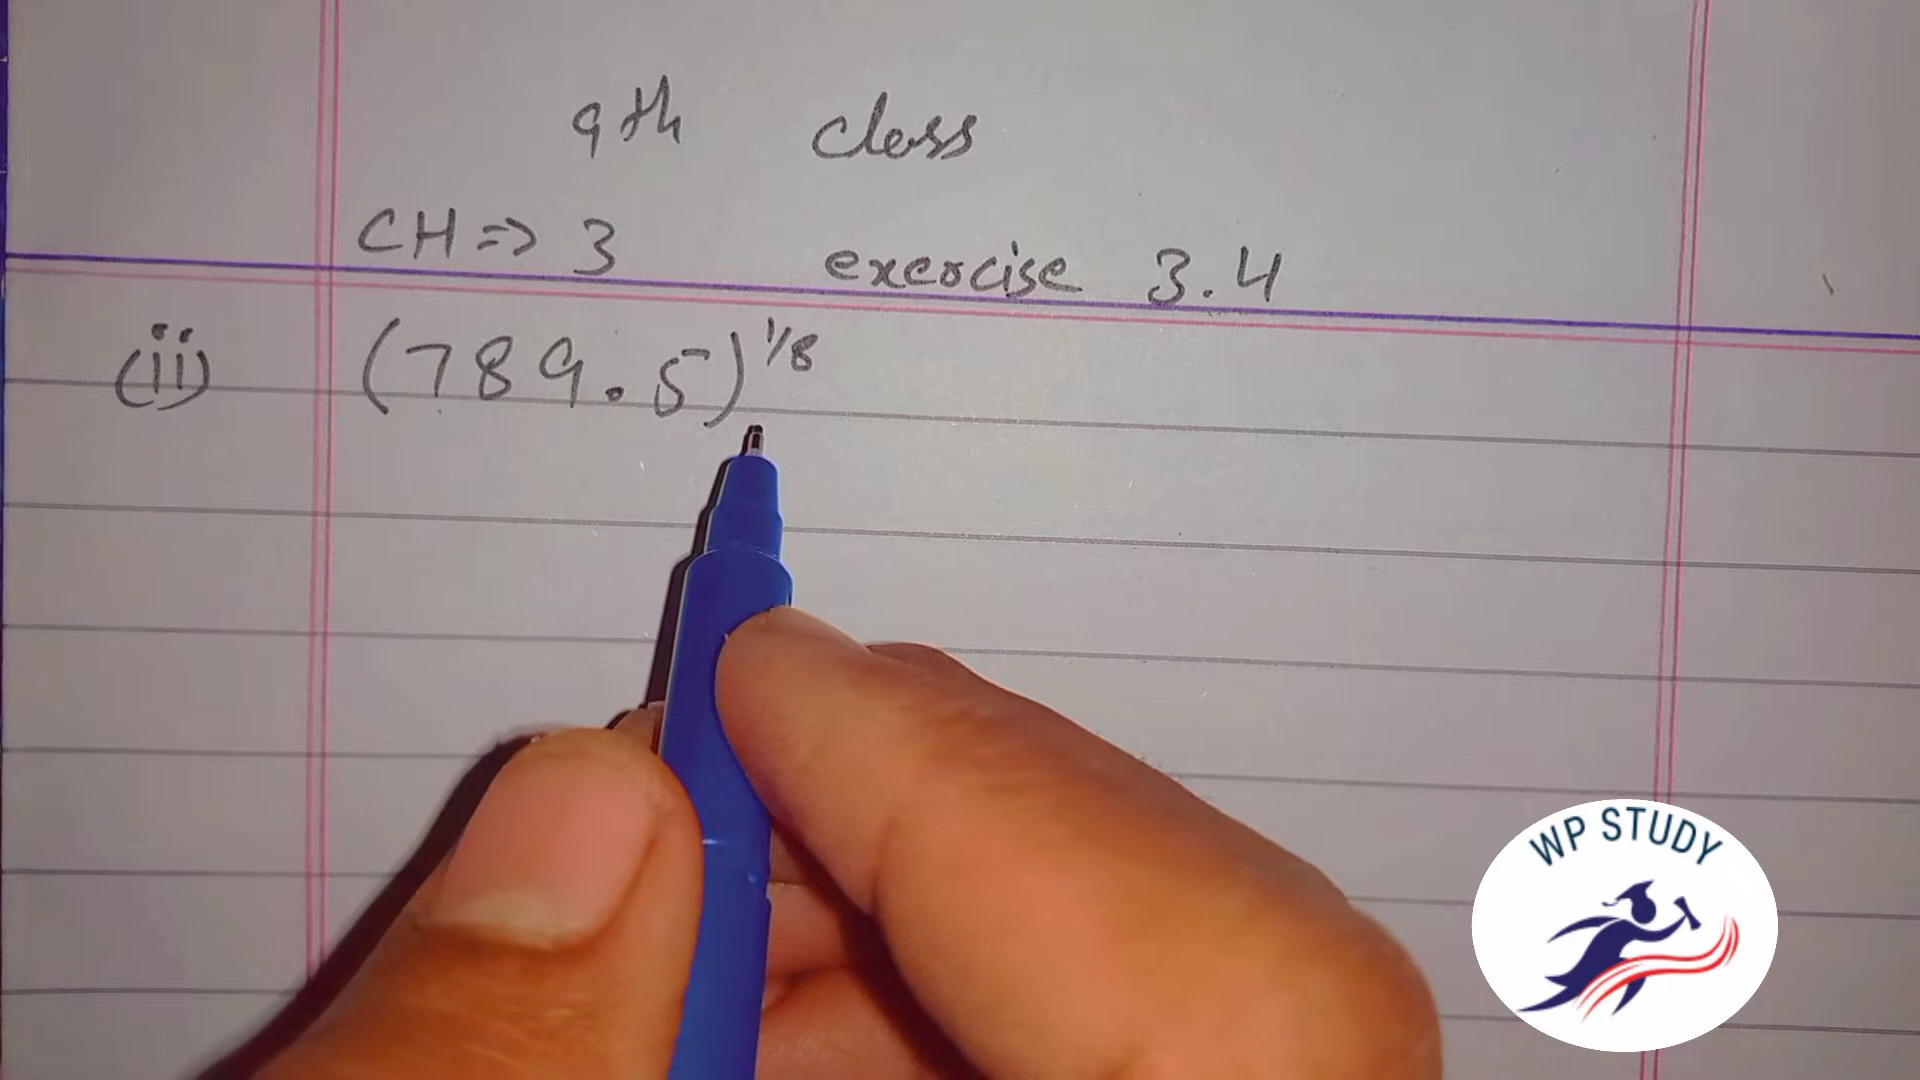 9th class
CH => 3 exercise 3.4
(ii) (789.5)^1/8
WP STUDY